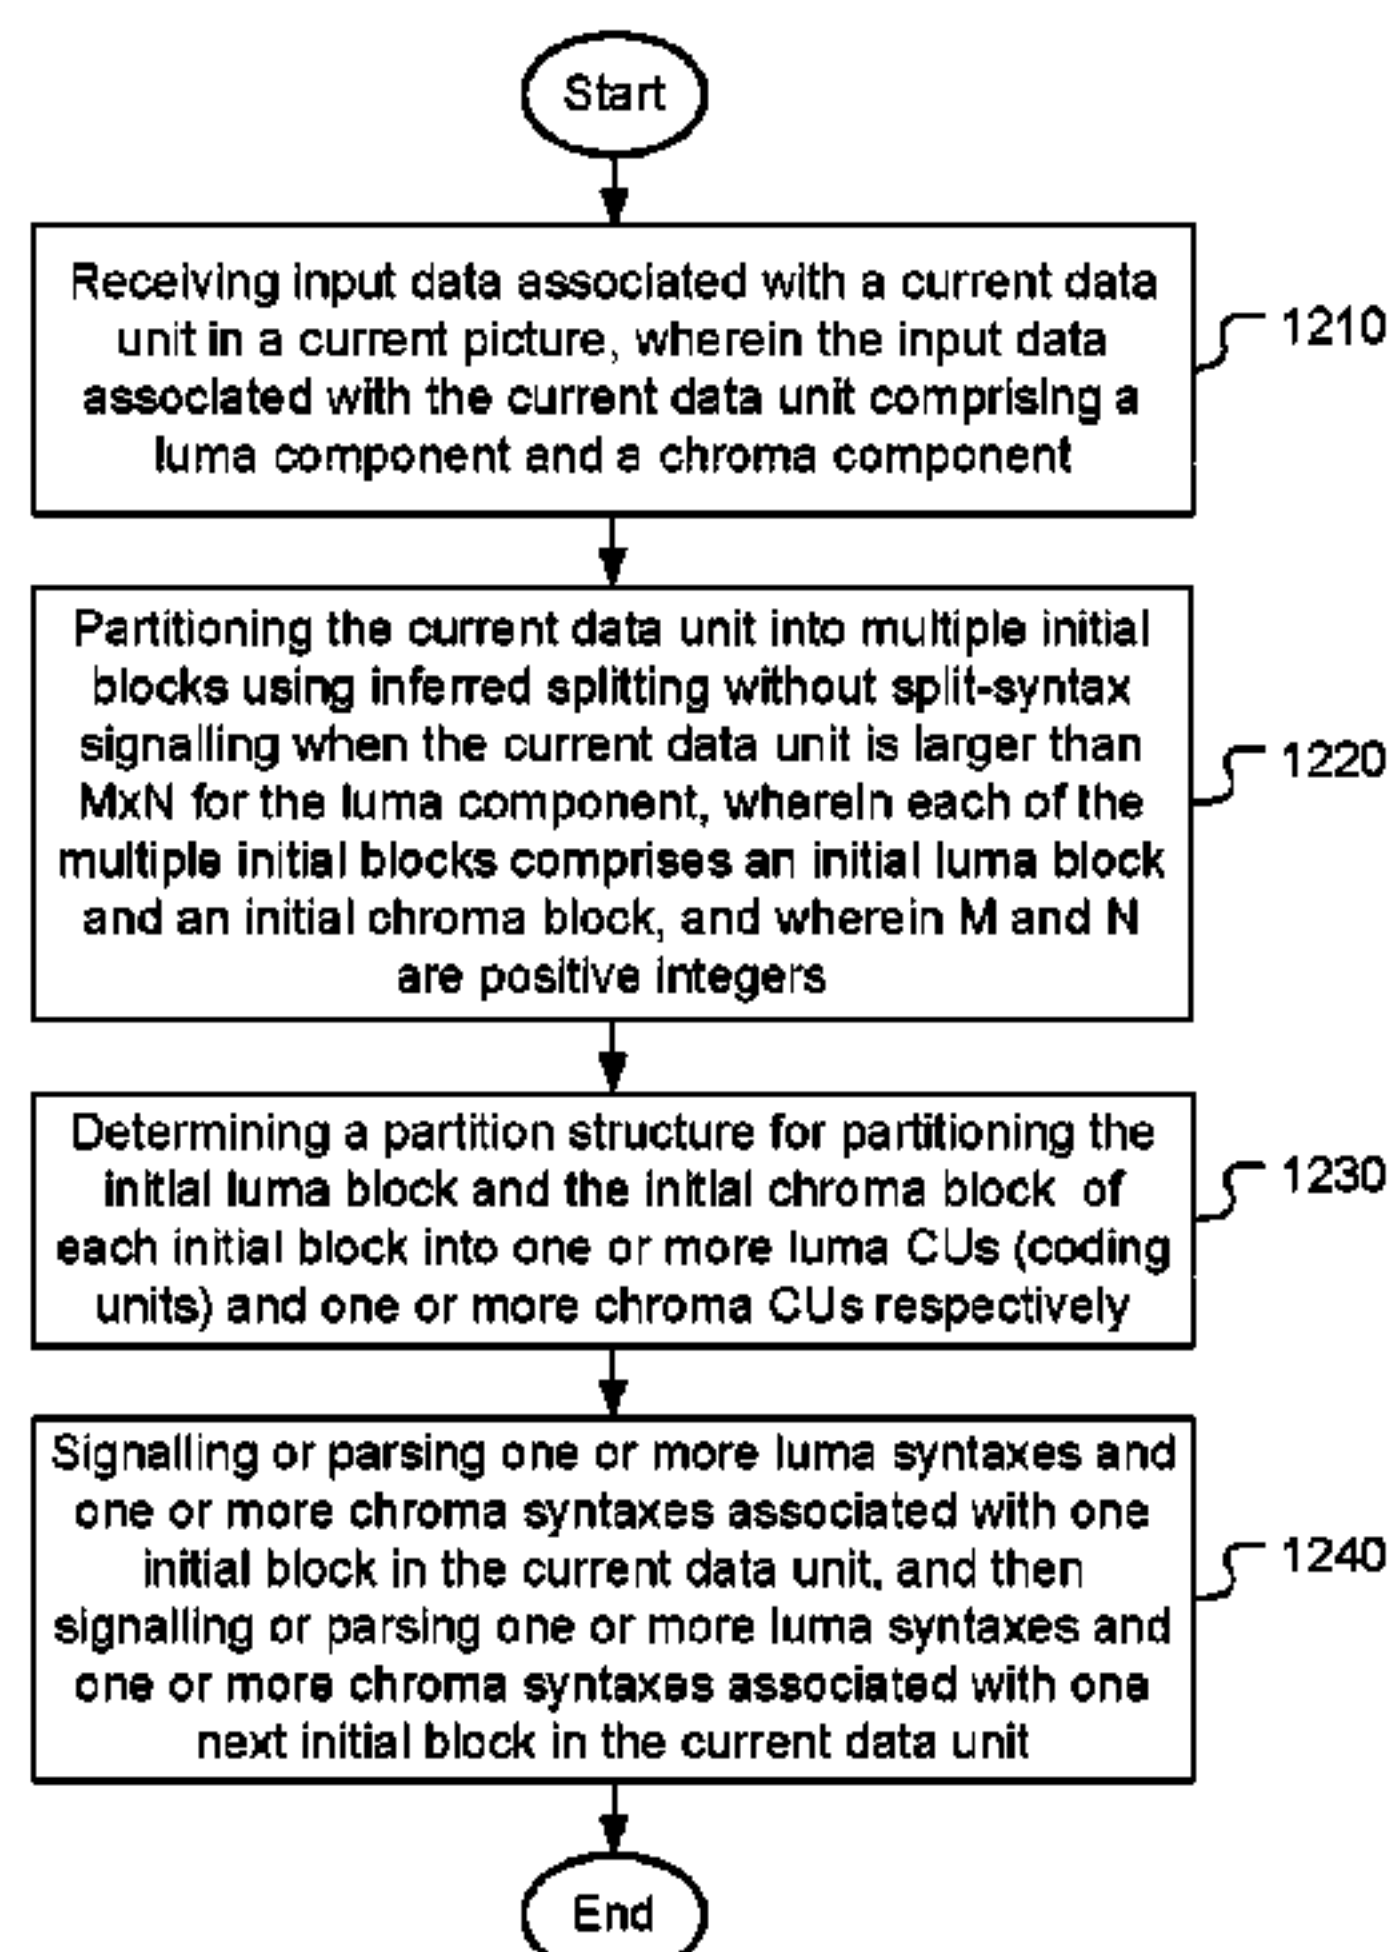 Start
Receiving input data associated with a current data
unit in a current picture, wherein the input data
associated with the current data unit comprising a
luma component and a chroma component
1210
Partitioning the current data unit into multiple initial
blocks using inferred splitting without split-syntax
signalling when the current data unit is larger than
MxN for the luma component, wherein each of the
multiple initial blocks comprises an initial luma block
and an initial chroma block, and wherein M and N
are positive integers
1220
Determining a partition structure for partitioning the
initial luma block and the initial chroma block of
each initial block into one or more luma CUs (coding
units) and one or more chroma CUs respectively
1230
Signalling or parsing one or more luma syntaxes and
one or more chroma syntaxes associated with one
initial block in the current data unit, and then
signalling or parsing one or more luma syntaxes and
one or more chroma syntaxes associated with one
next initial block in the current data unit
1240
End